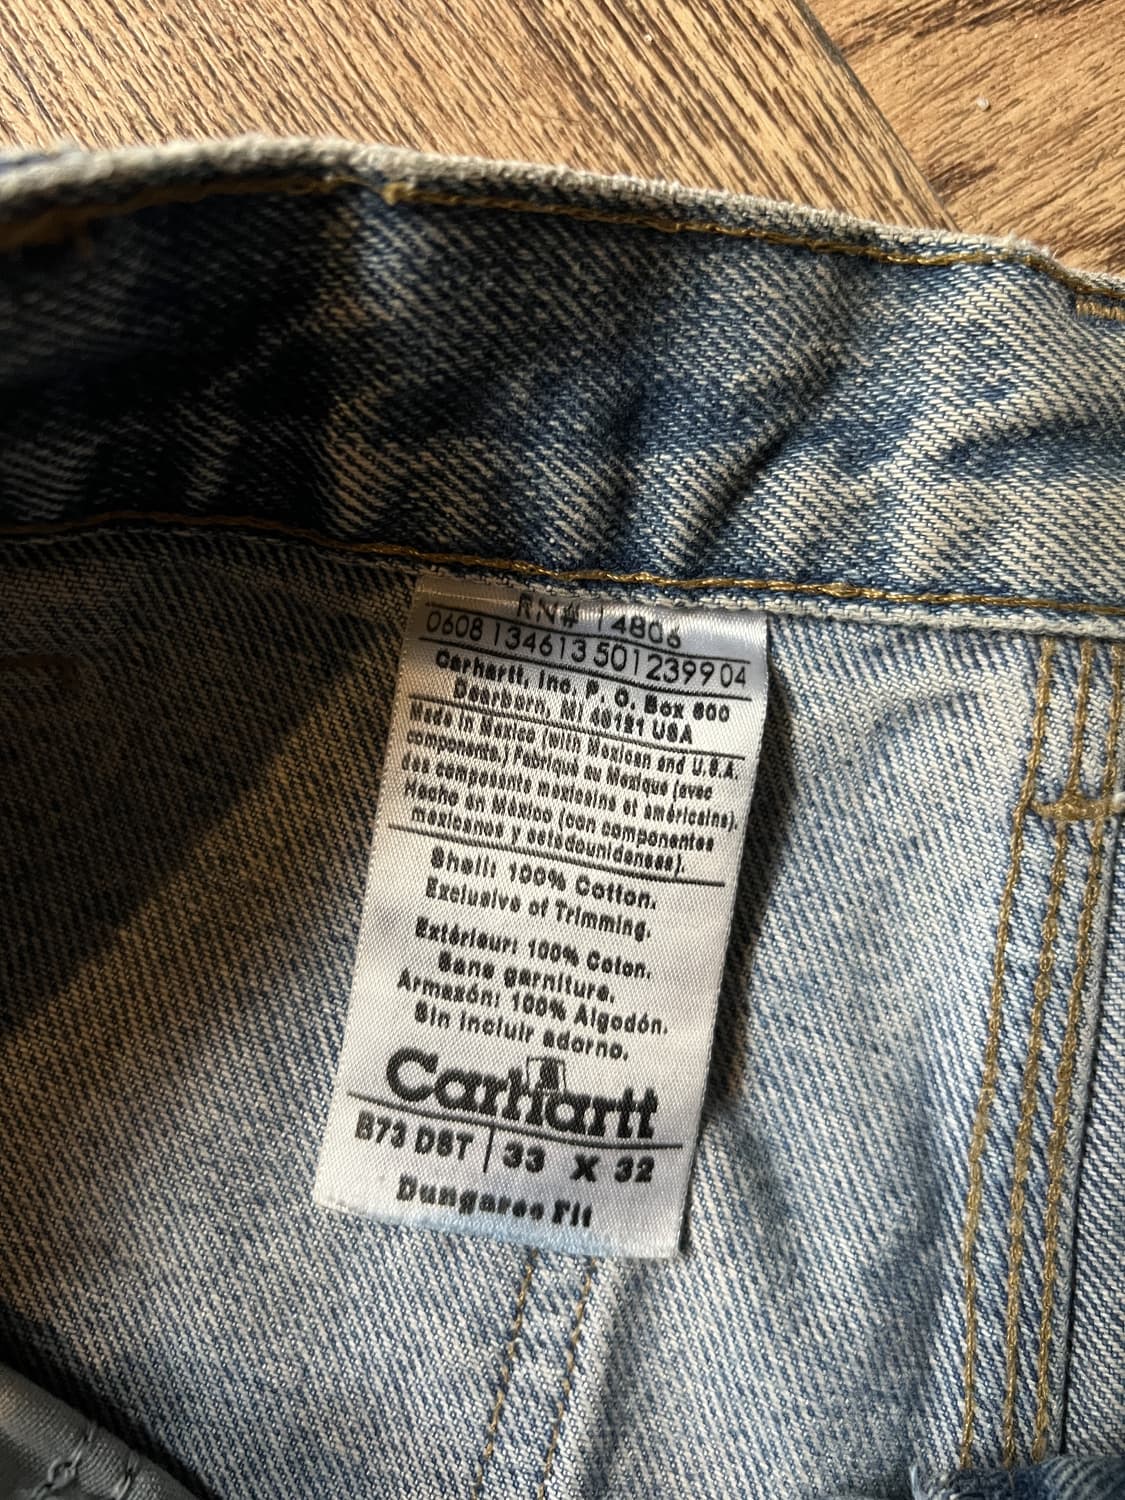 RN# 14806
0608 134613 501239904
Carhartt, Inc. P. O. Box 600
Dearborn, MI 48121 USA
Made in Mexico (with Mexican and U.S.A.
components.) Fabriqué au Mexique (avec
des composants mexicains et américains).
Hecho en México (con componentes
mexicanos y estadounidenses).
Shell: 100% Cotton.
Exclusive of Trimming.
Extérieur: 100% Coton.
Sans garniture.
Armazón: 100% Algodón.
Sin incluir adorno.
Carhartt
B73 DST | 33 X 32
Dungaree Fit